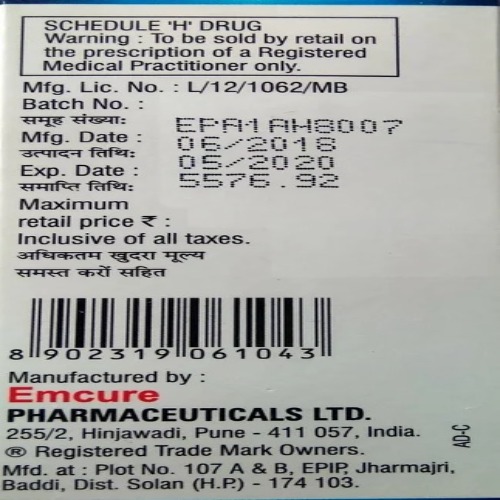 SCHEDULE 'H' DRUG
Warning : To be sold by retail on
the prescription of a Registered
Medical Practitioner only.
Mfg. Lic. No. : L/12/1062/MB
Batch No. :
समूह संख्या: EPA1AH8007
Mfg. Date : 06/2018
उत्पादन तिथि:
Exp. Date : 05/2020
समाप्ति तिथि: 5576.92
Maximum
retail price ₹ :
Inclusive of all taxes.
अधिकतम खुदरा मूल्य
समस्त करों सहित
8 902319 061043
Manufactured by :
Emcure
PHARMACEUTICALS LTD.
255/2, Hinjawadi, Pune - 411 057, India.
® Registered Trade Mark Owners.
Mfd. at : Plot No. 107 A & B, EPIP, Jharmajri,
Baddi, Dist. Solan (H.P.) - 174 103.
AD-C